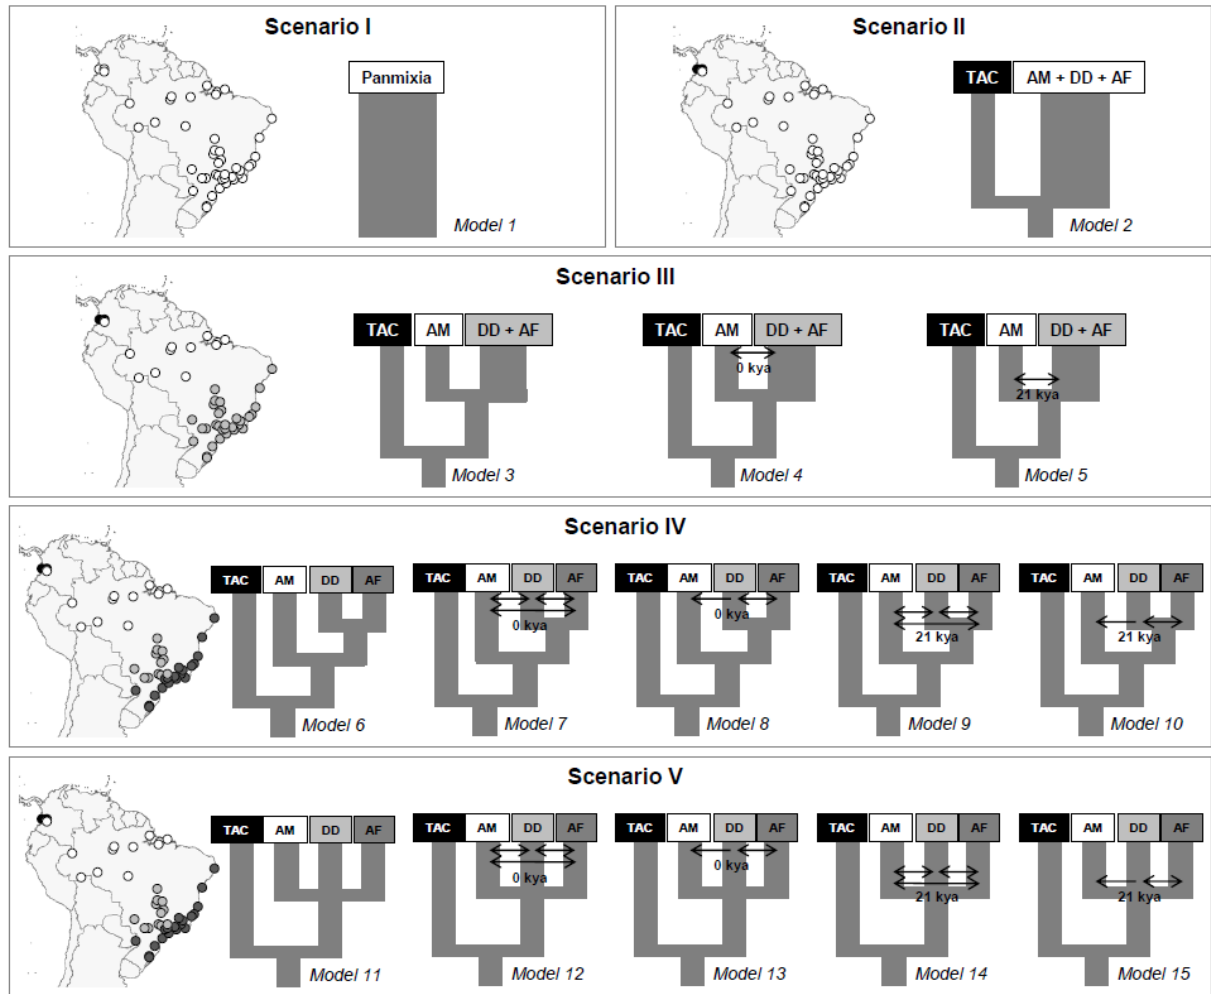 Scenario I
Panmixia
Model 1
Scenario II
TAC AM + DD + AF
Model 2
Scenario III
TAC AM DD + AF
Model 3
TAC AM DD + AF
0 kya
Model 4
TAC AM DD + AF
21 kya
Model 5
Scenario IV
TAC AM DD AF
Model 6
TAC AM DD AF
0 kya
Model 7
TAC AM DD AF
0 kya
Model 8
TAC AM DD AF
21 kya
Model 9
TAC AM DD AF
21 kya
Model 10
Scenario V
TAC AM DD AF
Model 11
TAC AM DD AF
0 kya
Model 12
TAC AM DD AF
0 kya
Model 13
TAC AM DD AF
21 kya
Model 14
TAC AM DD AF
21 kya
Model 15